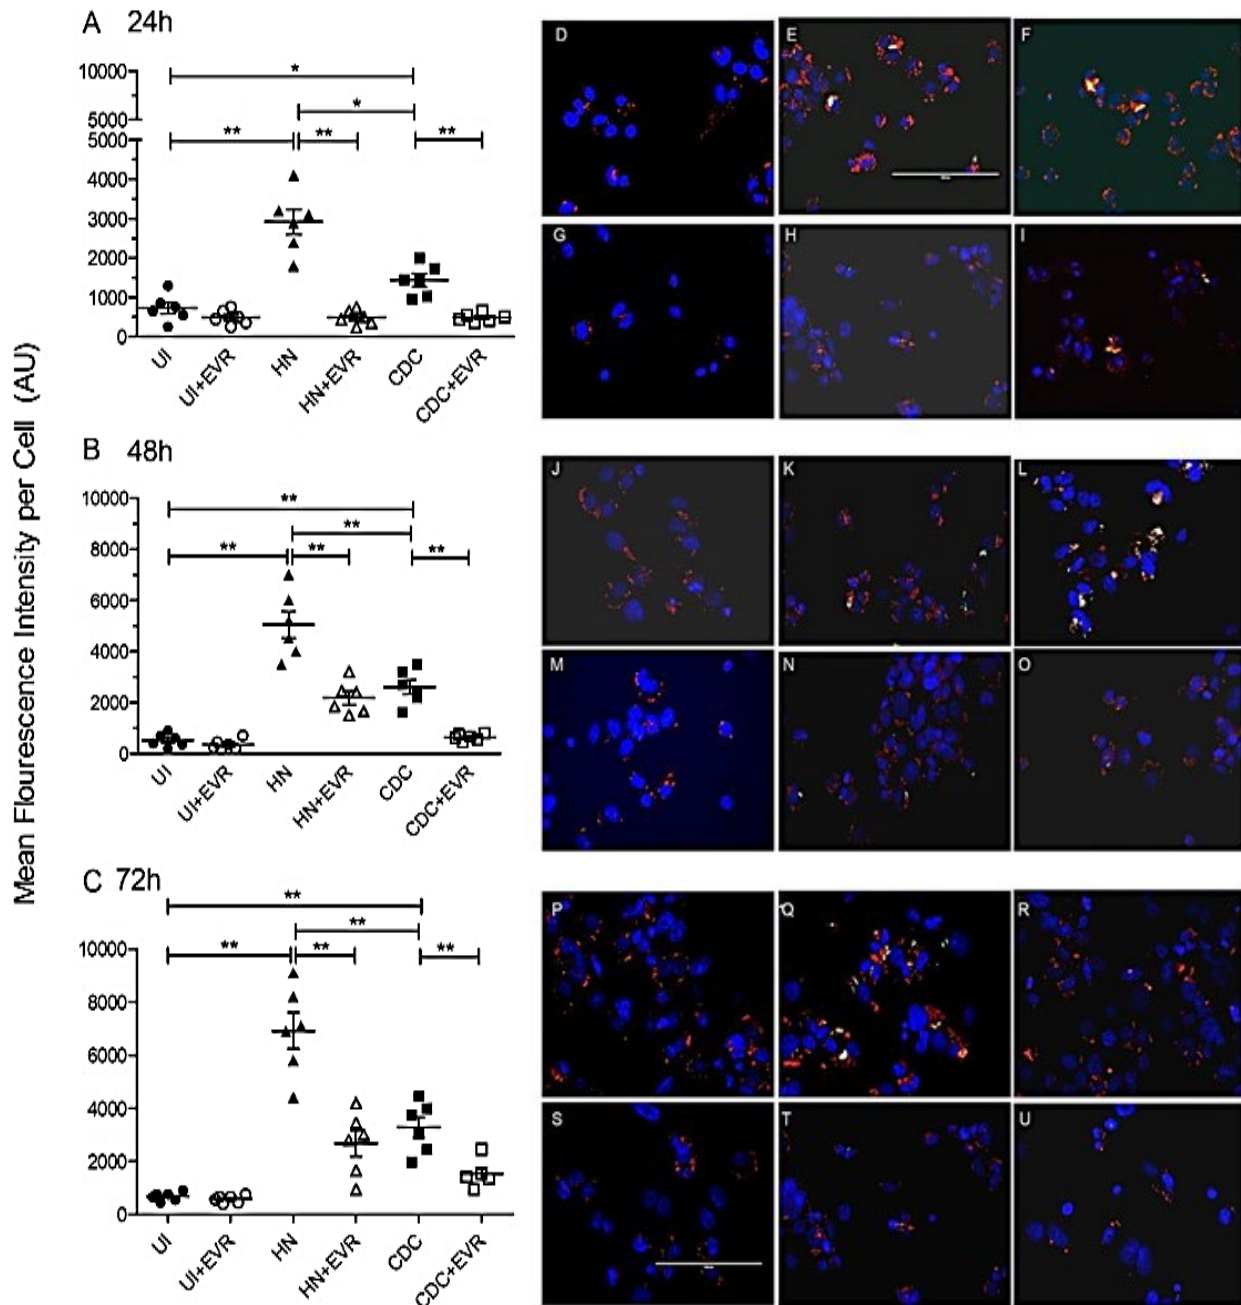 Mean Flourescence Intensity per Cell (AU)
A 24h
10000
5000
5000
4000
3000
2000
1000
0
*
*
**
**
**
UI
UI+EVR
HN
HN+EVR
CDC
CDC+EVR
D
E
F
G
H
I
B 48h
10000
8000
6000
4000
2000
0
**
**
**
**
**
UI
UI+EVR
HN
HN+EVR
CDC
CDC+EVR
J
K
L
M
N
O
C 72h
10000
8000
6000
4000
2000
0
**
**
**
**
**
UI
UI+EVR
HN
HN+EVR
CDC
CDC+EVR
P
Q
R
S
T
U